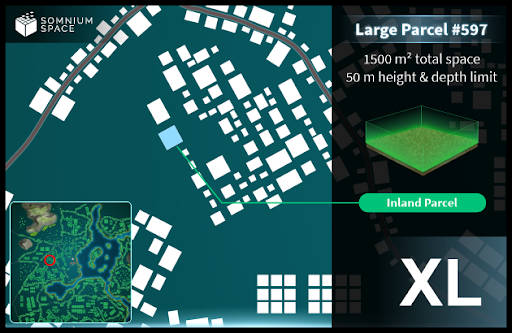 SOMNIUM
SPACE
Large Parcel #597
1500 m² total space
50 m height & depth limit
Inland Parcel
XL